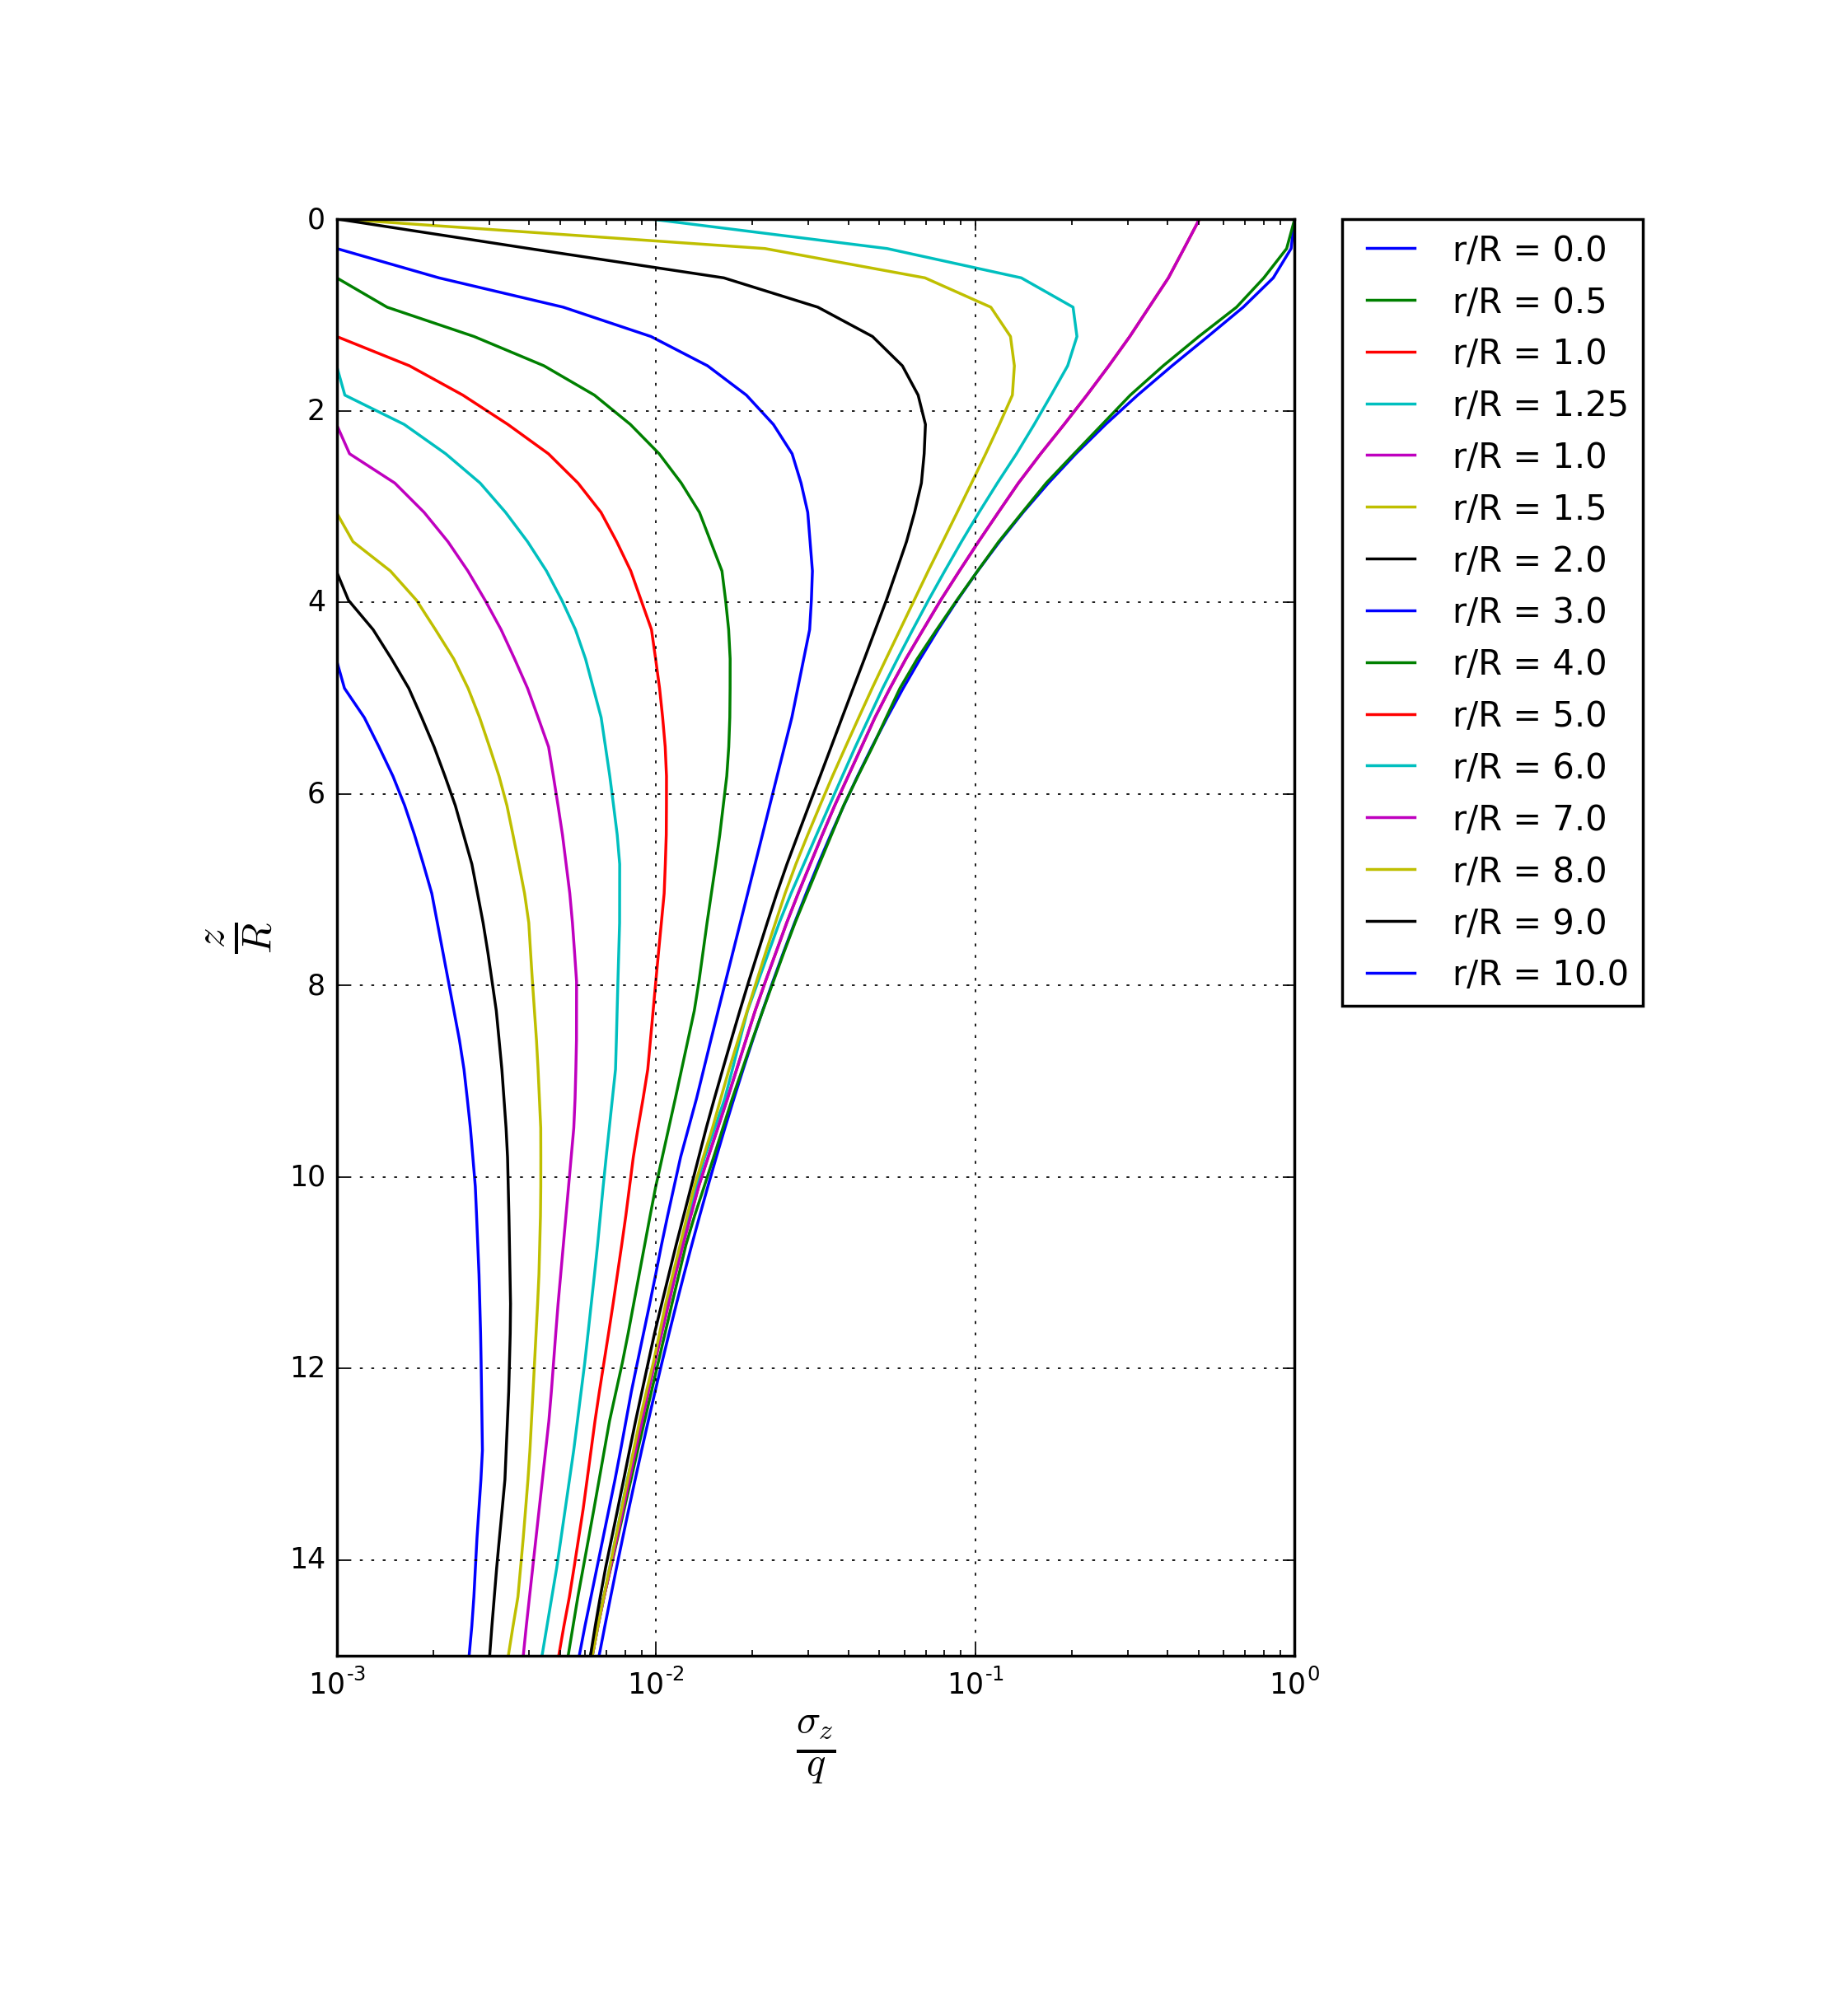 0
2
4
6
8
10
12
14
z/R
10^-3 10^-2 10^-1 10^0
σ_z/q
r/R = 0.0
r/R = 0.5
r/R = 1.0
r/R = 1.25
r/R = 1.0
r/R = 1.5
r/R = 2.0
r/R = 3.0
r/R = 4.0
r/R = 5.0
r/R = 6.0
r/R = 7.0
r/R = 8.0
r/R = 9.0
r/R = 10.0